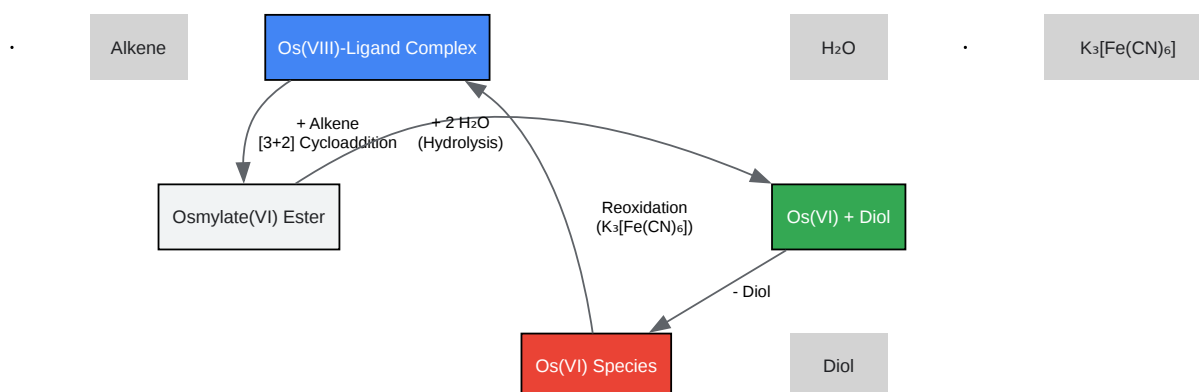 Alkene
Os(VIII)-Ligand Complex
H₂O
K₃[Fe(CN)₆]
+ Alkene
[3+2] Cycloaddition
+ 2 H₂O
(Hydrolysis)
Osmylate(VI) Ester
Reoxidation
(K₃[Fe(CN)₆])
Os(VI) + Diol
- Diol
Os(VI) Species
Diol